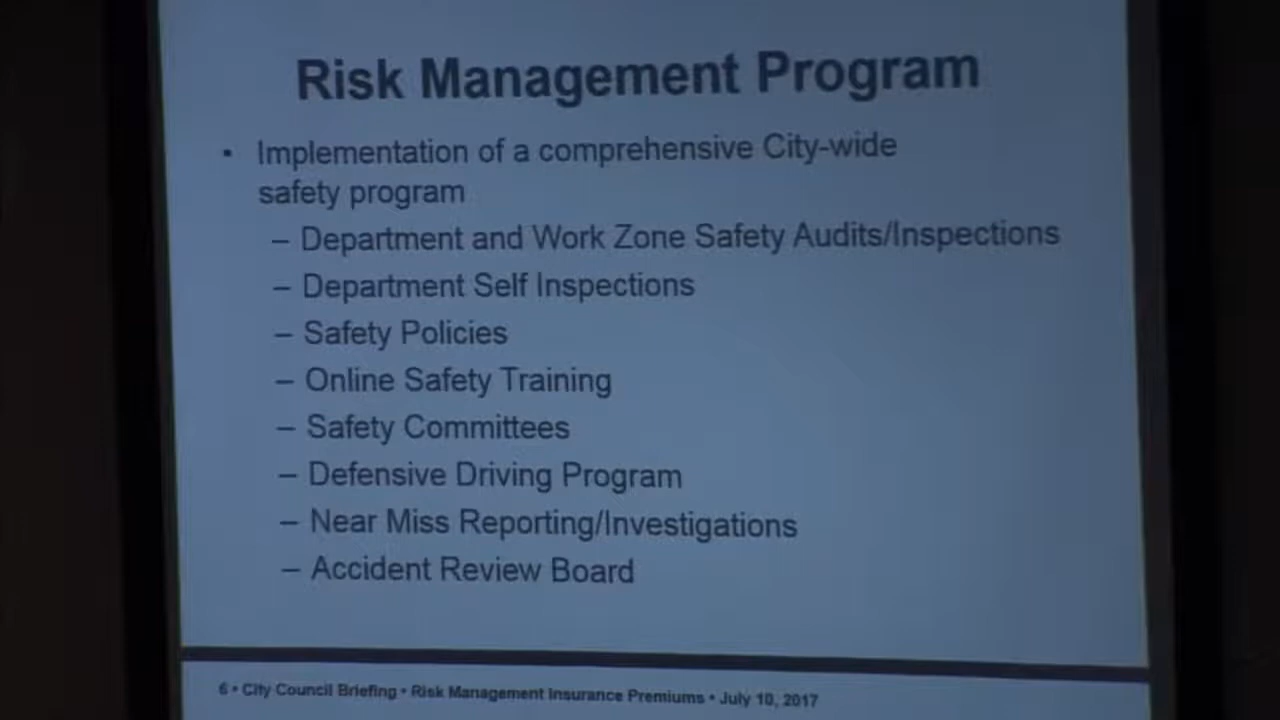 Risk Management Program
• Implementation of a comprehensive City-wide
safety program
– Department and Work Zone Safety Audits/Inspections
– Department Self Inspections
– Safety Policies
– Online Safety Training
– Safety Committees
– Defensive Driving Program
– Near Miss Reporting/Investigations
– Accident Review Board
6 • City Council Briefing • Risk Management Insurance Premiums • July 10, 2017